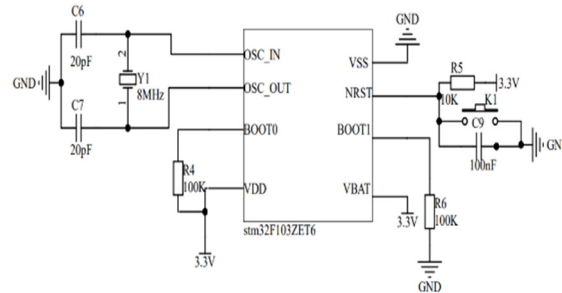 C6
20pF
GND
2
Y1
8MHz
1
C7
20pF
OSC_IN
OSC_OUT
BOOT0
VDD
R4
100K
3.3V
stm32F103ZET6
VSS
NRST
BOOT1
VBAT
GND
R5
10K
3.3V
K1
C9
100nF
GN
3.3V
R6
100K
GND